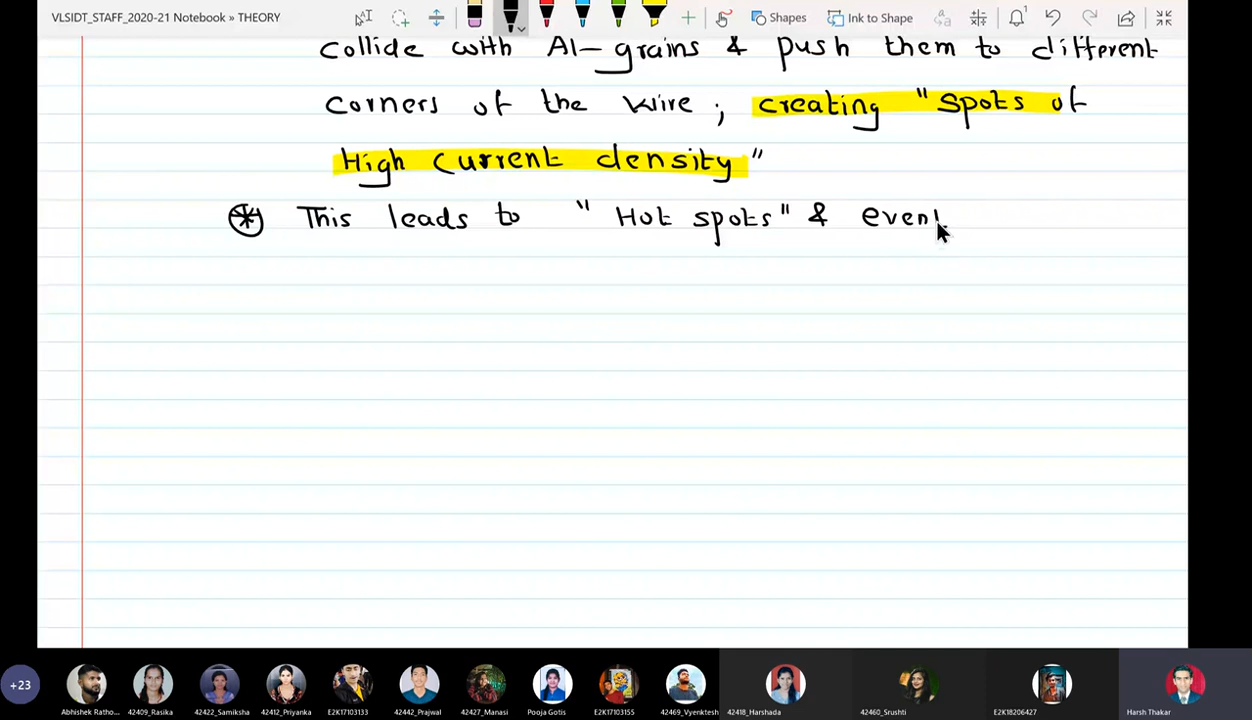 VLSIDT_STAFF_2020-21 Notebook » THEORY
Shapes
Ink to Shape
collide with Al-grains & push them to different
corners of the wire ; creating "spots of
High current density"
This leads to "Hot spots" & even
+23
Abhishek Ratho...
42409_Rasika
42422_Samiksha
42412_Priyanka
E2K17103133
42442_Prajwal
42427_Manasi
Pooja Gotis
E2K17103155
42469_Vyenktesh
42418_Harshada
42460_Srushti
E2K18206427
Harsh Thakar